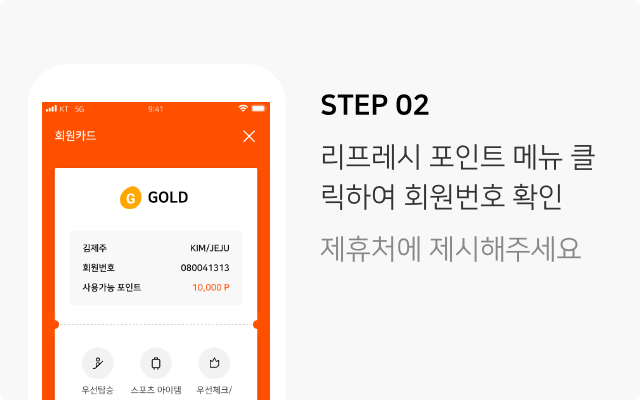 KT 5G 9:41
회원카드
G GOLD
김제주 KIM/JEJU
회원번호 080041313
사용가능 포인트 10,000 P
우선탑승 스포츠 아이템 우선체크/
STEP 02
리프레시 포인트 메뉴 클
릭하여 회원번호 확인
제휴처에 제시해주세요